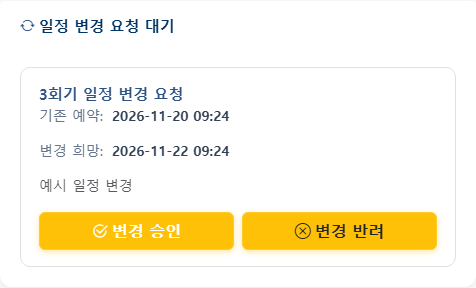 일정 변경 요청 대기
3회기 일정 변경 요청
기존 예약: 2026-11-20 09:24
변경 희망: 2026-11-22 09:24
예시 일정 변경
변경 승인
변경 반려